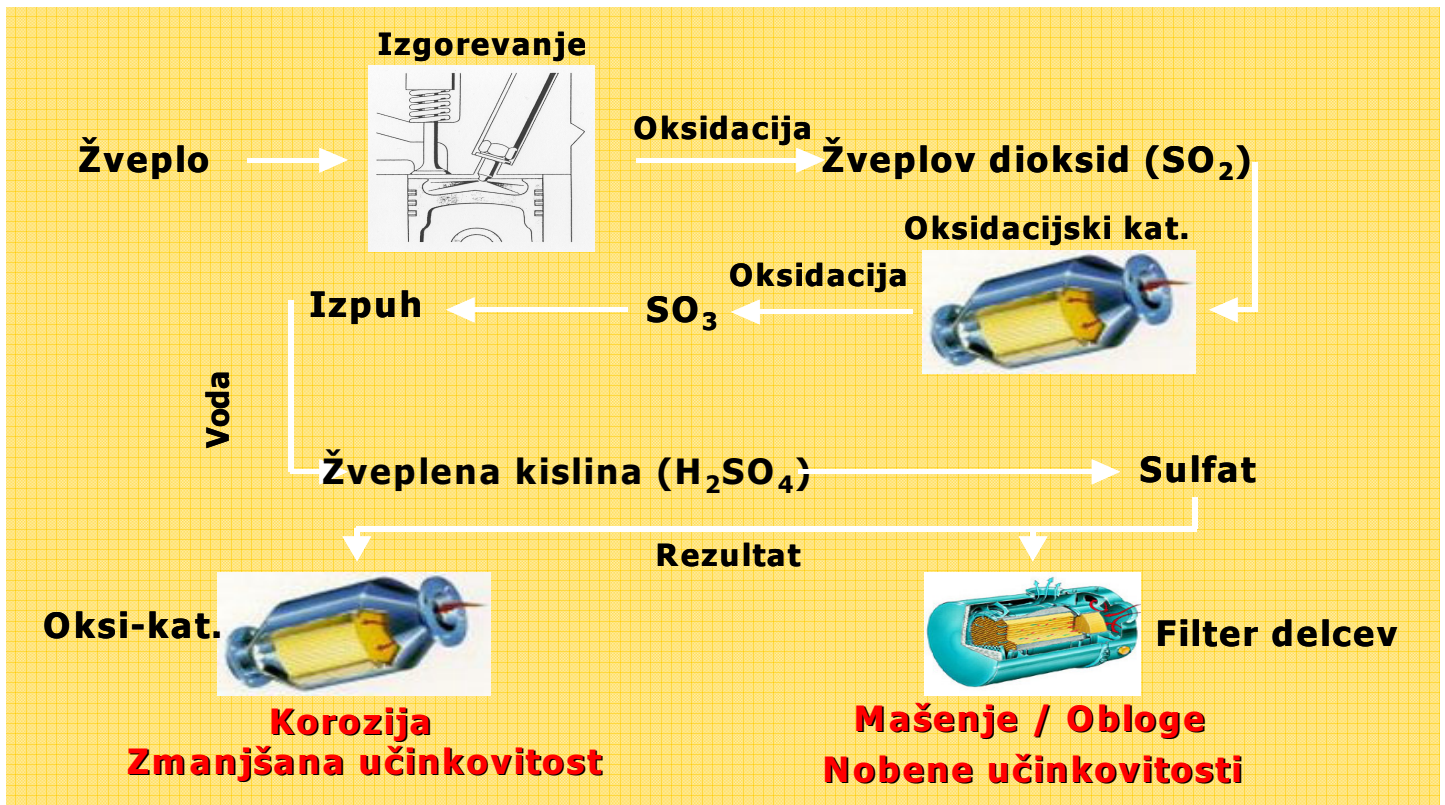 Izgorevanje
Žveplo
Oksidacija
Žveplov dioksid (SO₂)
Oksidacijski kat.
Oksidacija
SO₃
Izpuh
Voda
Žveplena kislina (H₂SO₄)
Sulfat
Rezultat
Oksi-kat.
Korozija
Zmanjšana učinkovitost
Filter delcev
Mašenje / Obloge
Nobene učinkovitosti